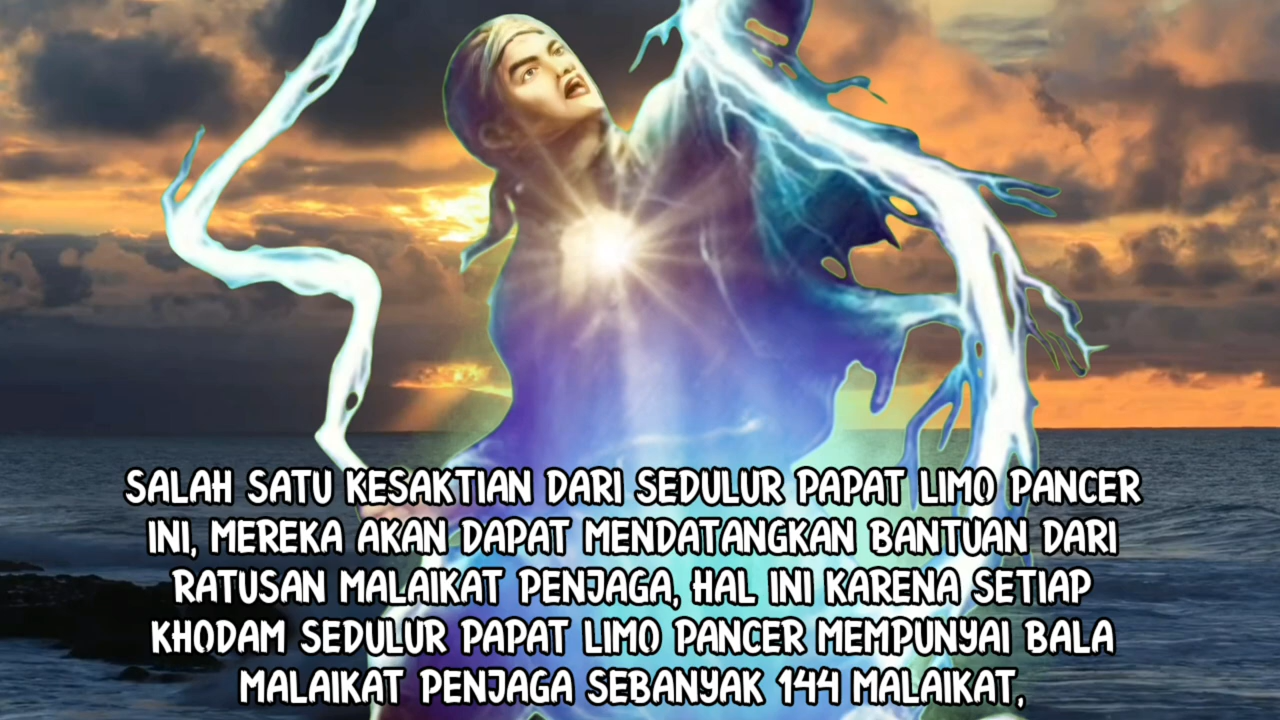 SALAH SATU KESAKTIAN DARI SEDULUR PAPAT LIMO PANCER
INI, MEREKA AKAN DAPAT MENDATANGKAN BANTUAN DARI
RATUSAN MALAIKAT PENJAGA, HAL INI KARENA SETIAP
KHODAM SEDULUR PAPAT LIMO PANCER MEMPUNYAI BALA
MALAIKAT PENJAGA SEBANYAK 144 MALAIKAT,